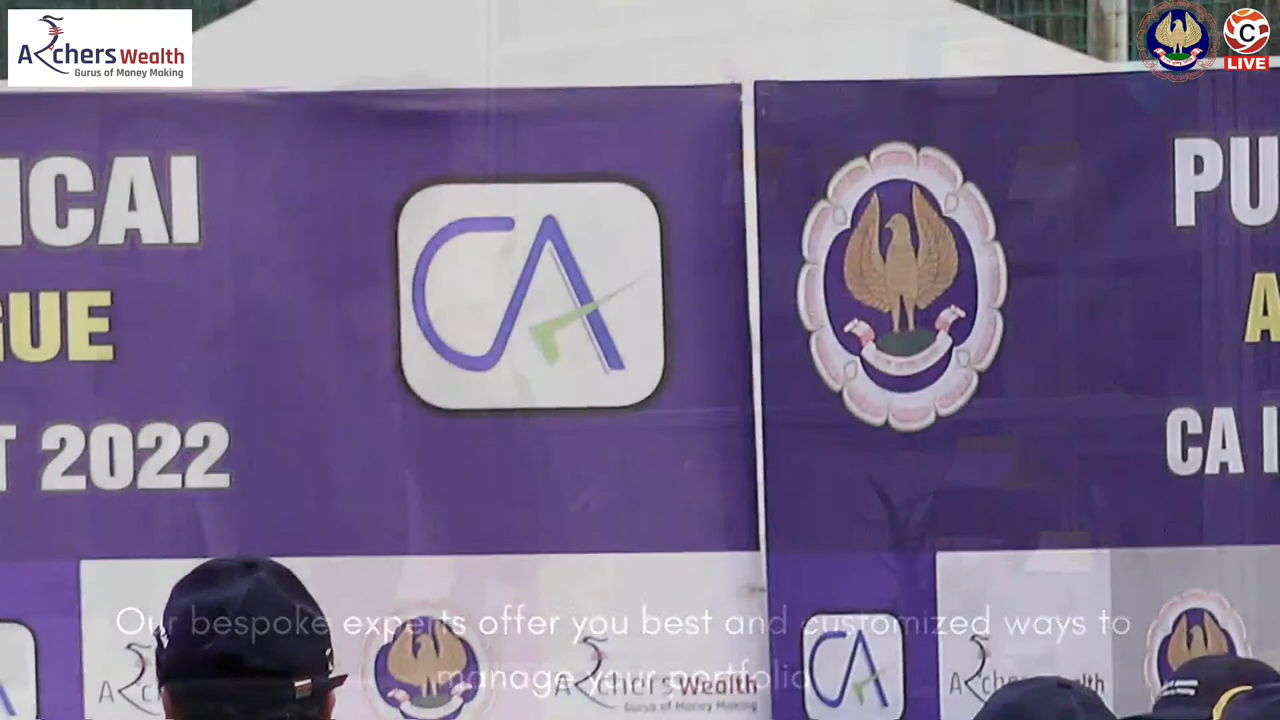 Archers Wealth
Gurus of Money Making
C
LIVE
ICAI
GUE
T 2022
CA
PU
A
CA I
Our bespoke experts offer you best and customized ways to
manage your portfolio
Archers Wealth
Gurus of Money Making
CA